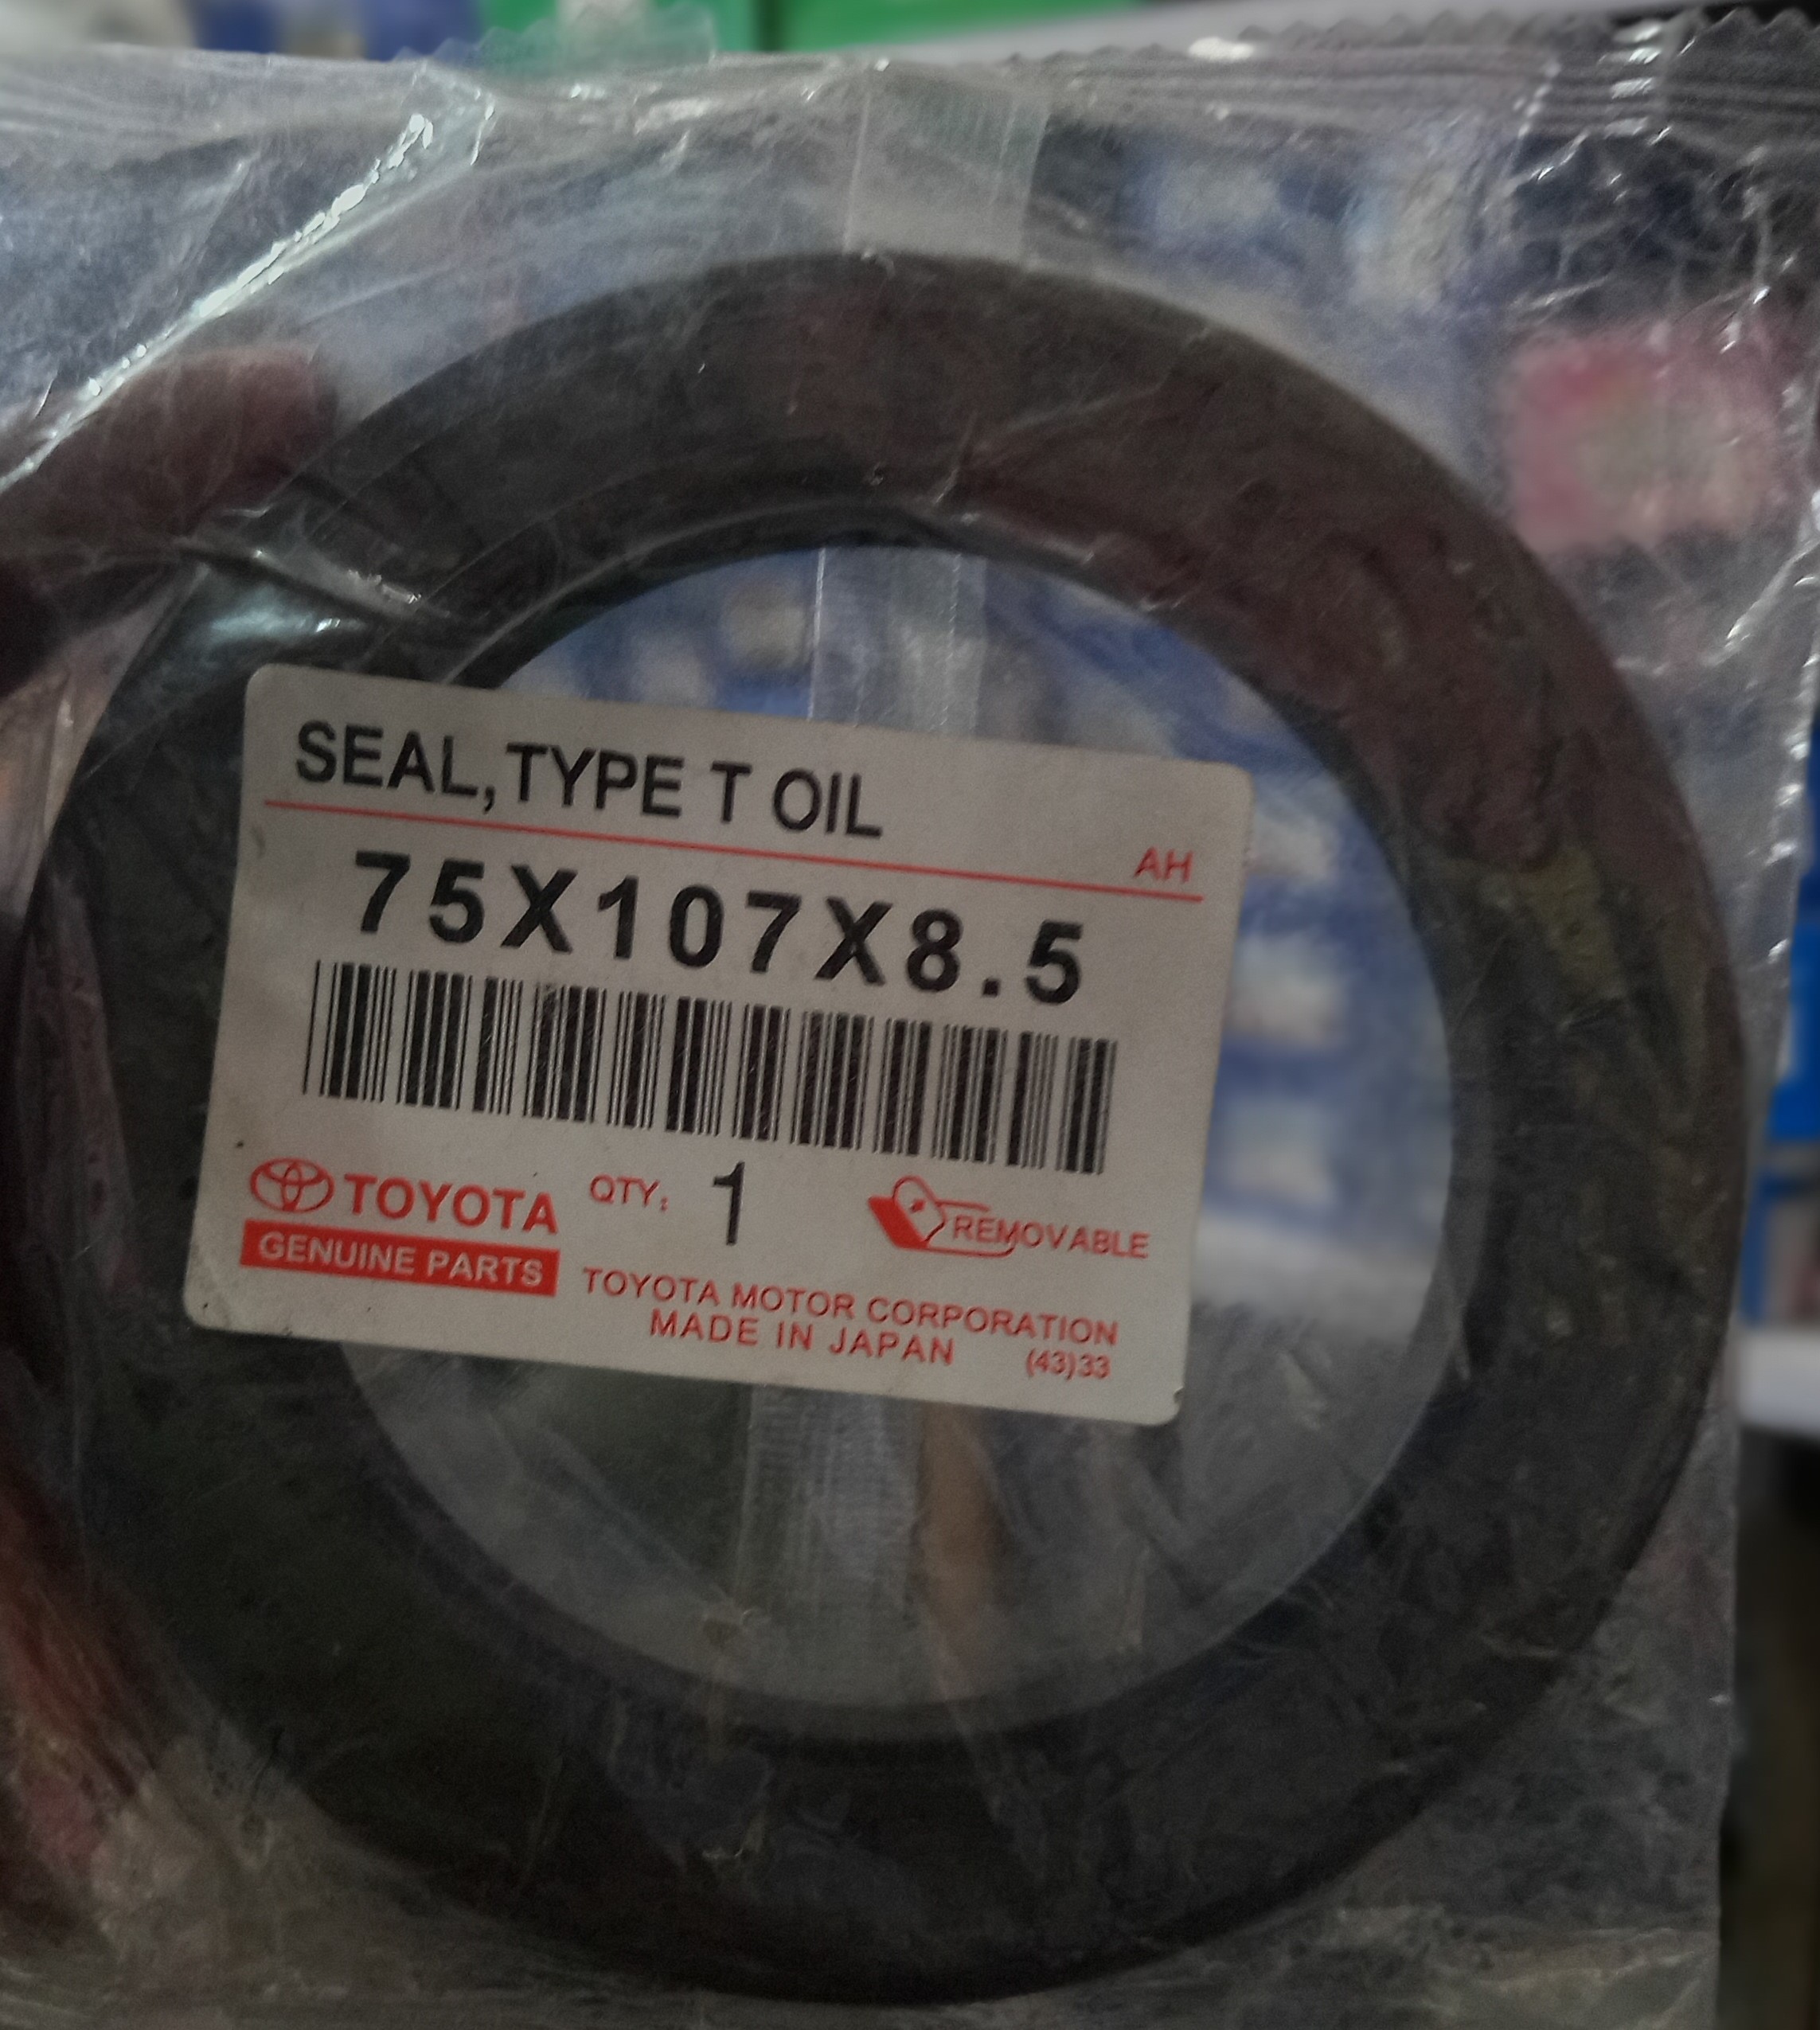 SEAL,TYPE T OIL
AH
75X107X8.5
TOYOTA QTY: 1 REMOVABLE
GENUINE PARTS
TOYOTA MOTOR CORPORATION
MADE IN JAPAN (43)33